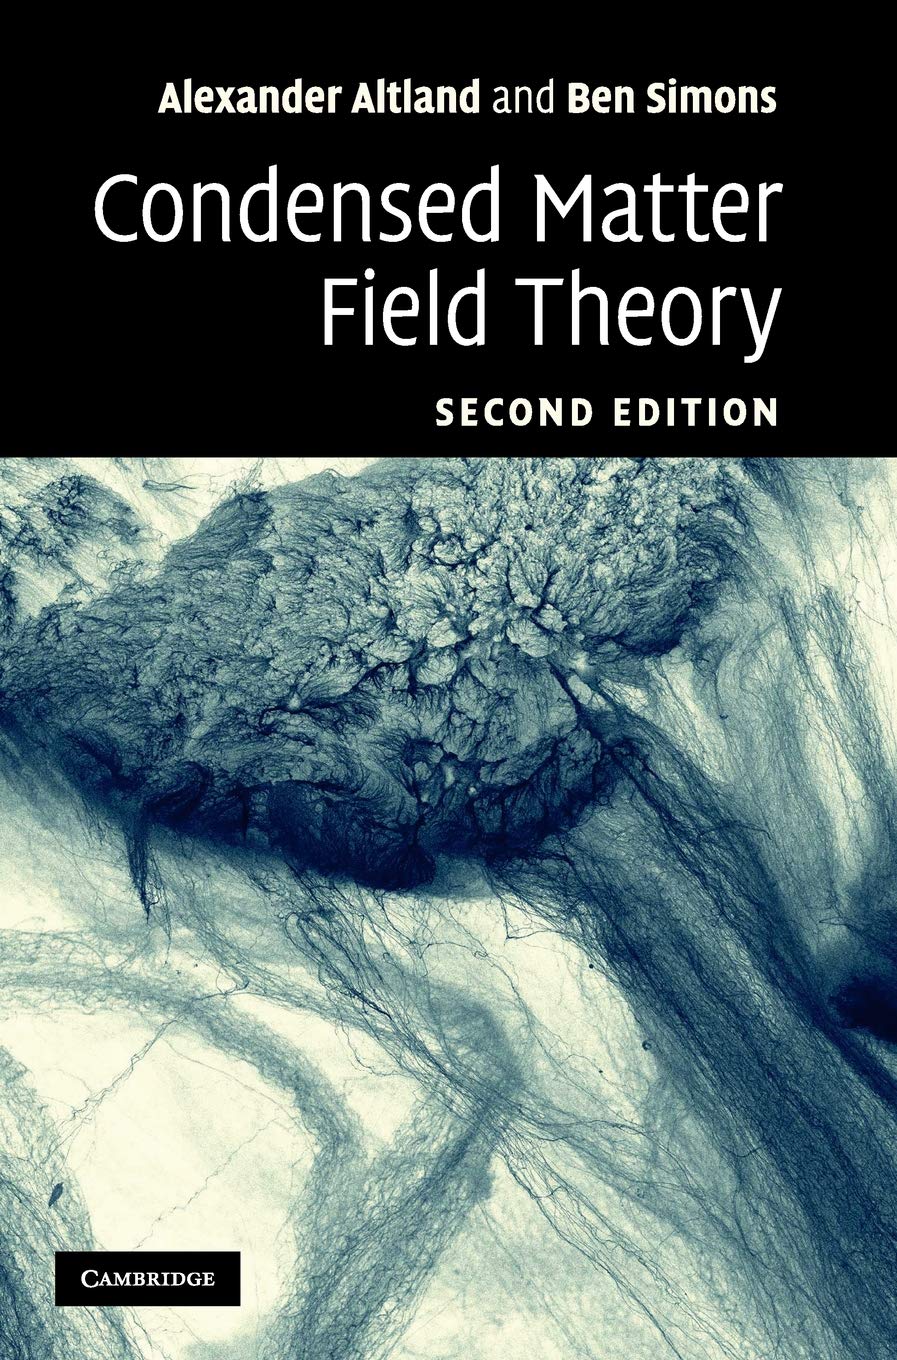 Alexander Altland and Ben Simons
Condensed Matter
Field Theory
SECOND EDITION
CAMBRIDGE